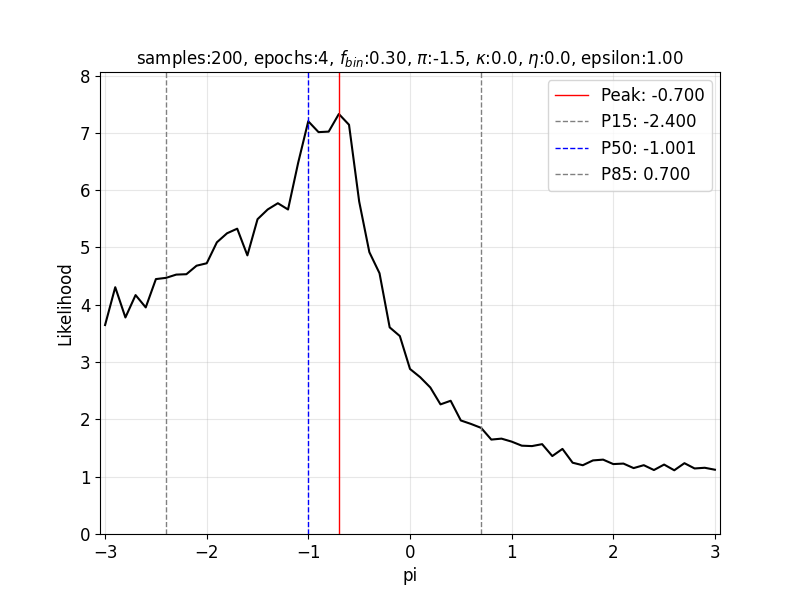 samples:200, epochs:4, f_bin:0.30, π:-1.5, κ:0.0, η:0.0, epsilon:1.00
Peak: -0.700
P15: -2.400
P50: -1.001
P85: 0.700
8
7
6
5
4
3
2
1
0
Likelihood
−3
−2
−1
0
1
2
3
pi